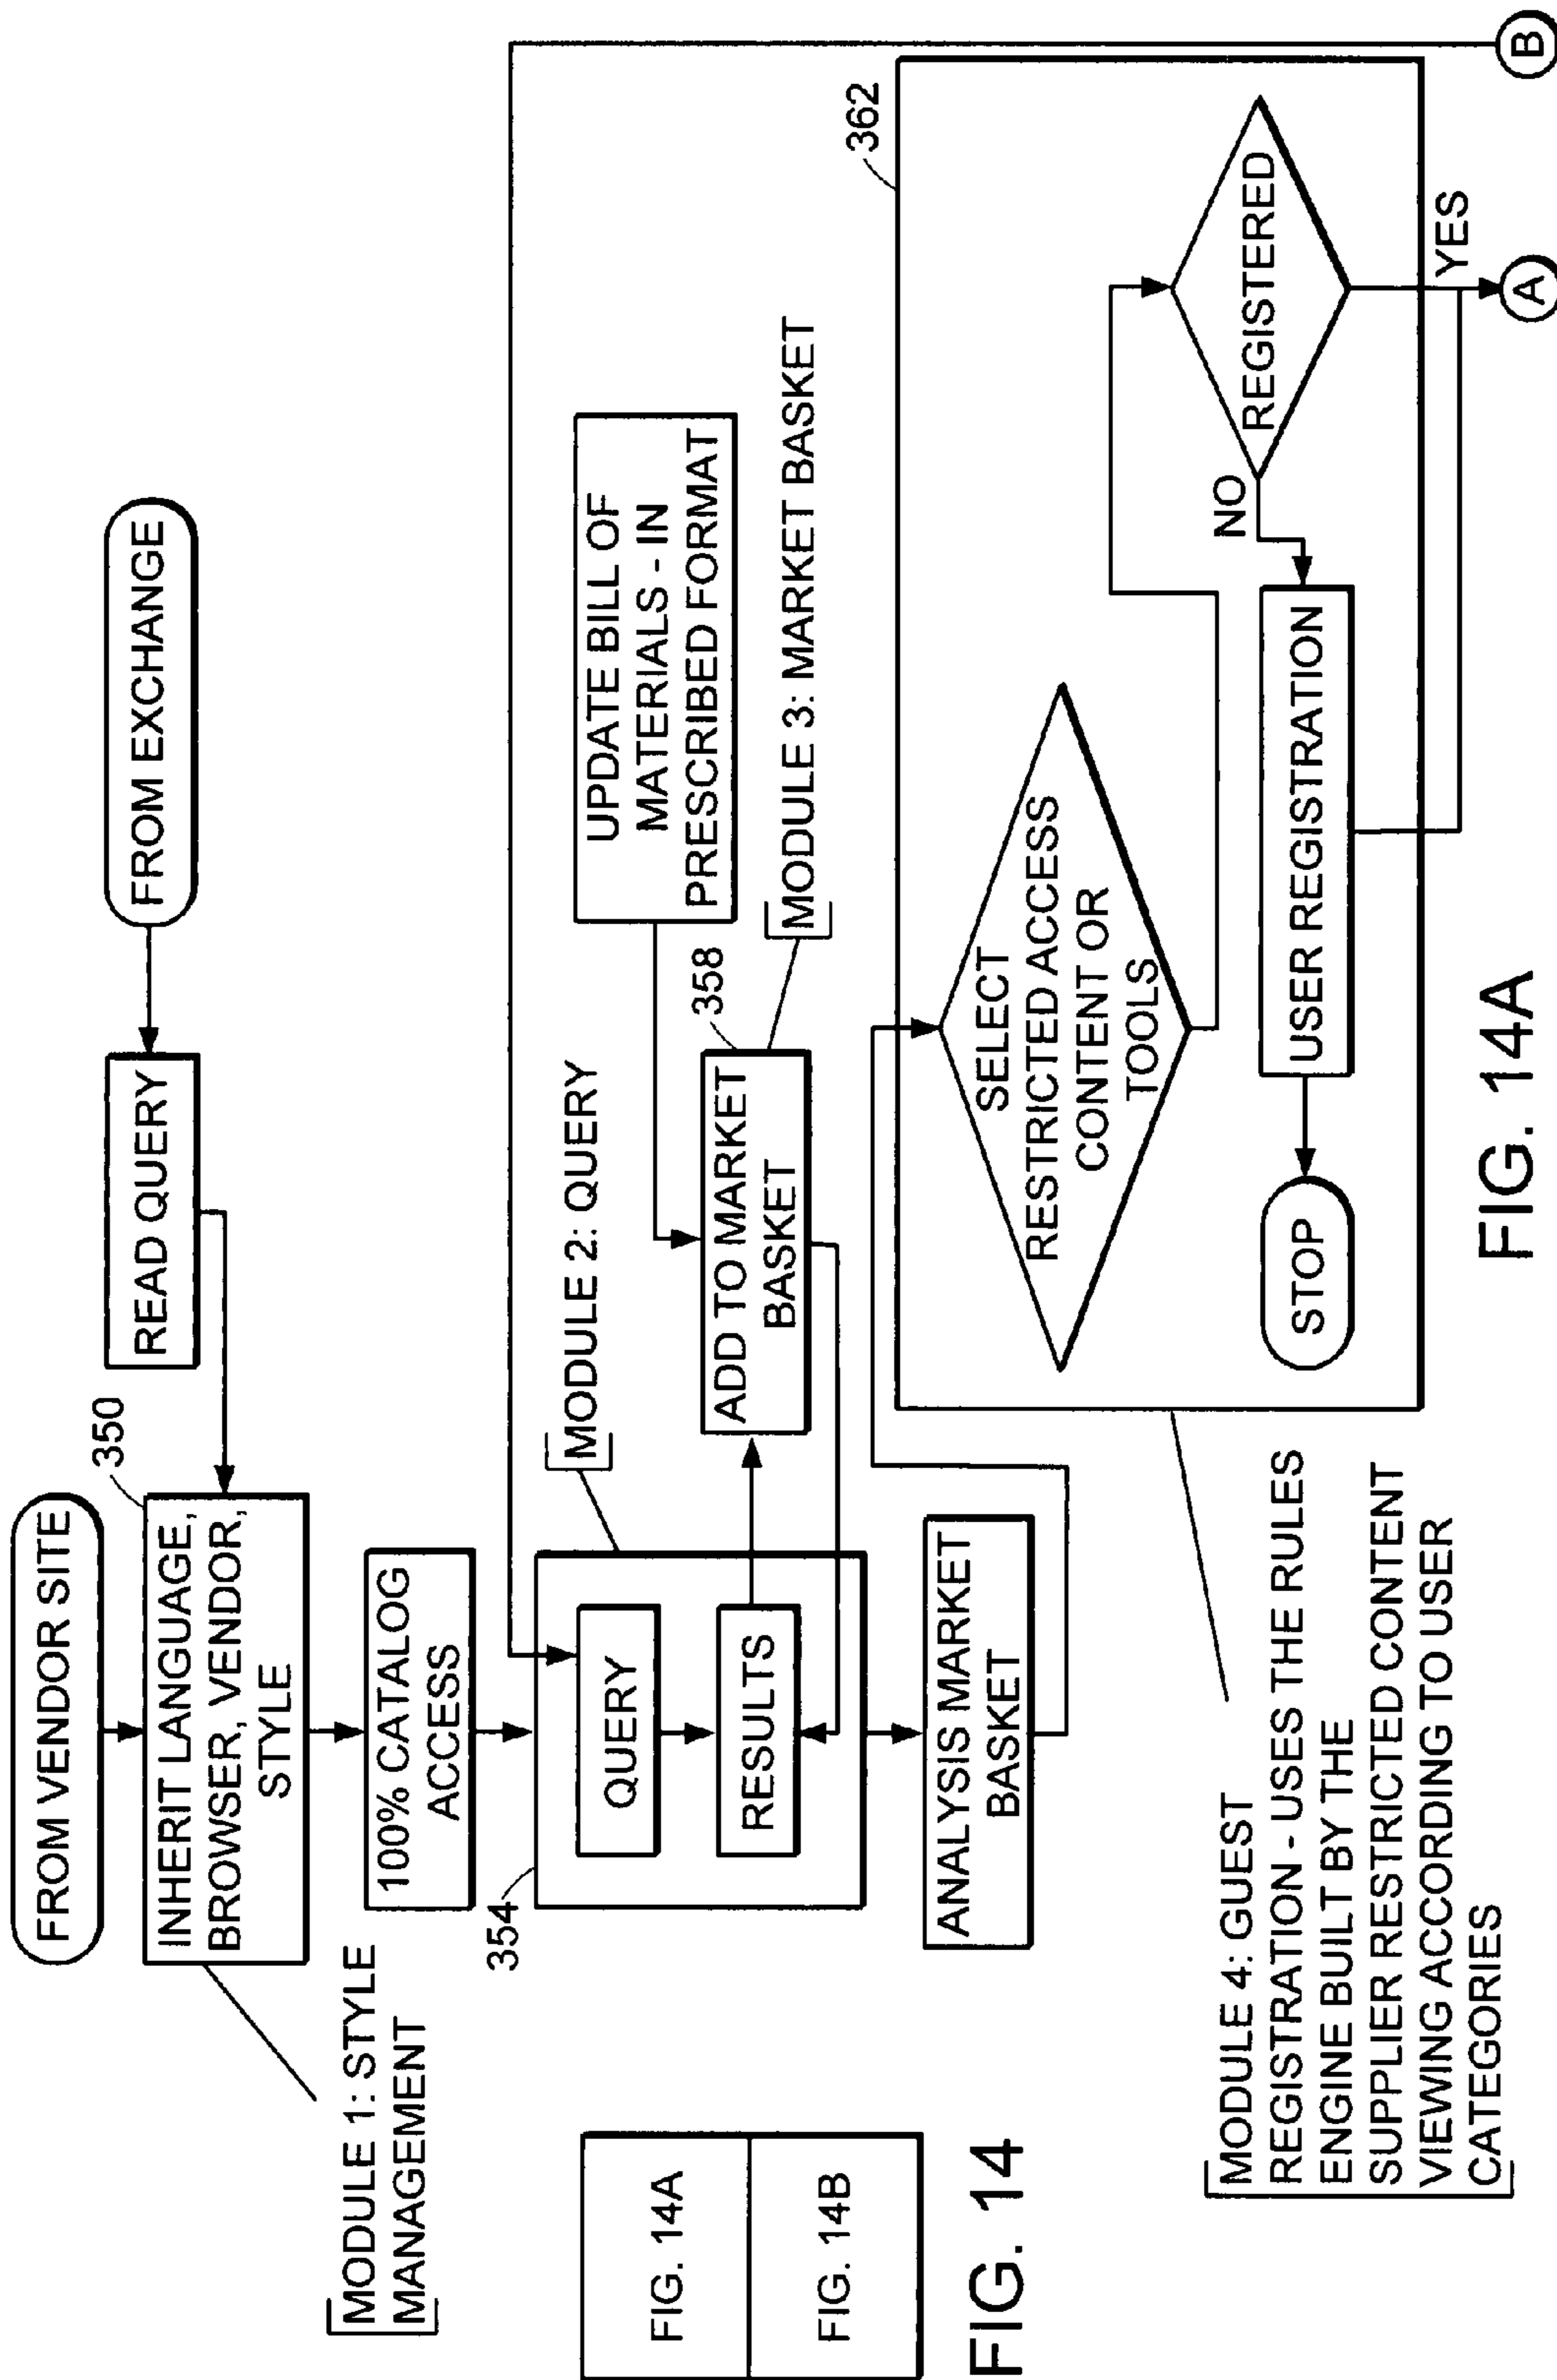 FROM VENDOR SITE
350
INHERIT LANGUAGE,
BROWSER, VENDOR,
STYLE
READ QUERY
FROM EXCHANGE
MODULE 1: STYLE
MANAGEMENT
100% CATALOG
ACCESS
354
MODULE 2: QUERY
QUERY
RESULTS
UPDATE BILL OF
MATERIALS - IN
PRESCRIBED FORMAT
358
ADD TO MARKET
BASKET
MODULE 3: MARKET BASKET
ANALYSIS MARKET
BASKET
362
SELECT
RESTRICTED ACCESS
CONTENT OR
TOOLS
REGISTERED
NO
YES
USER REGISTRATION
STOP
A
B
MODULE 4: GUEST
REGISTRATION - USES THE RULES
ENGINE BUILT BY THE
SUPPLIER RESTRICTED CONTENT
VIEWING ACCORDING TO USER
CATEGORIES
FIG. 14A
FIG. 14B
FIG. 14
FIG. 14A